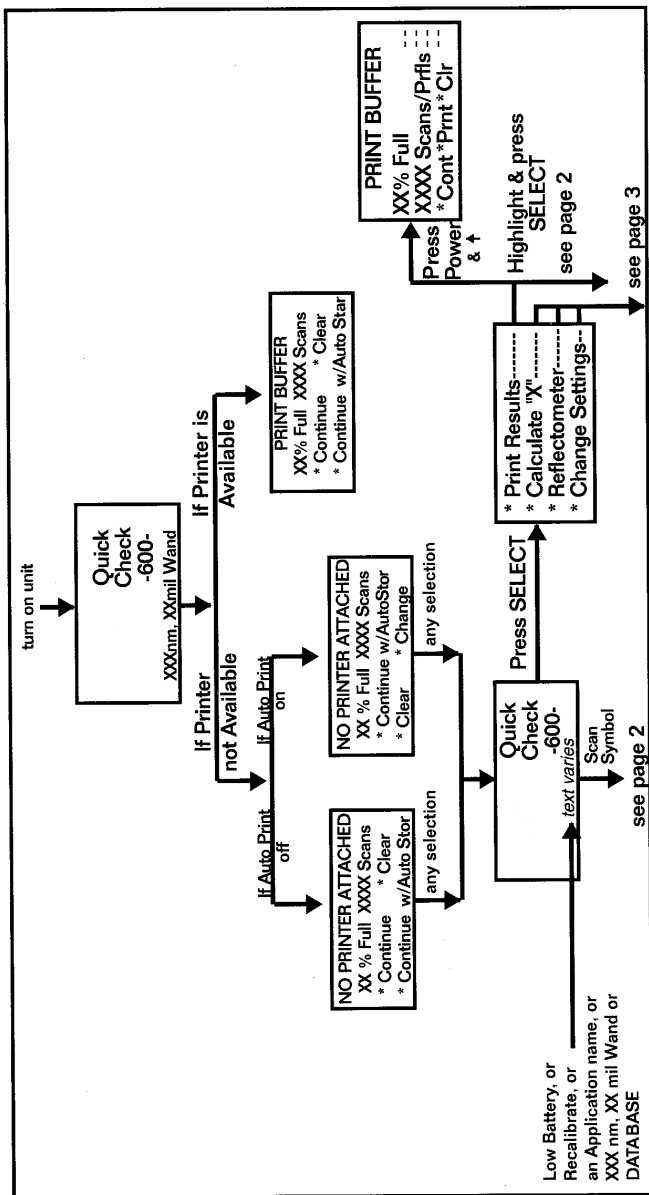 turn on unit
Quick
Check
-600-
XXXnm, XXmil Wand
If Printer
not Available
If Printer is
Available
If Auto Print
off
If Auto Print
on
NO PRINTER ATTACHED
XX % Full XXXX Scans
* Continue * Clear
* Continue w/Auto Stor
NO PRINTER ATTACHED
XX % Full XXXX Scans
* Continue w/AutoStor
* Clear * Change
PRINT BUFFER
XX% Full XXXX Scans
* Continue * Clear
* Continue w/Auto Star
any selection
any selection
Quick
Check
-600-
text varies
Low Battery, or
Recalibrate, or
an Application name, or
XXX nm, XX mil Wand or
DATABASE
Scan
Symbol
see page 2
Press SELECT
* Print Results-------
* Calculate "X"-------
* Reflectometer------
* Change Settings--
Press
Power
& ↑
PRINT BUFFER
XX% Full ---
XXXX Scans/Prfls ---
* Cont *Prnt *Clr
Highlight & press
SELECT
see page 2
see page 3